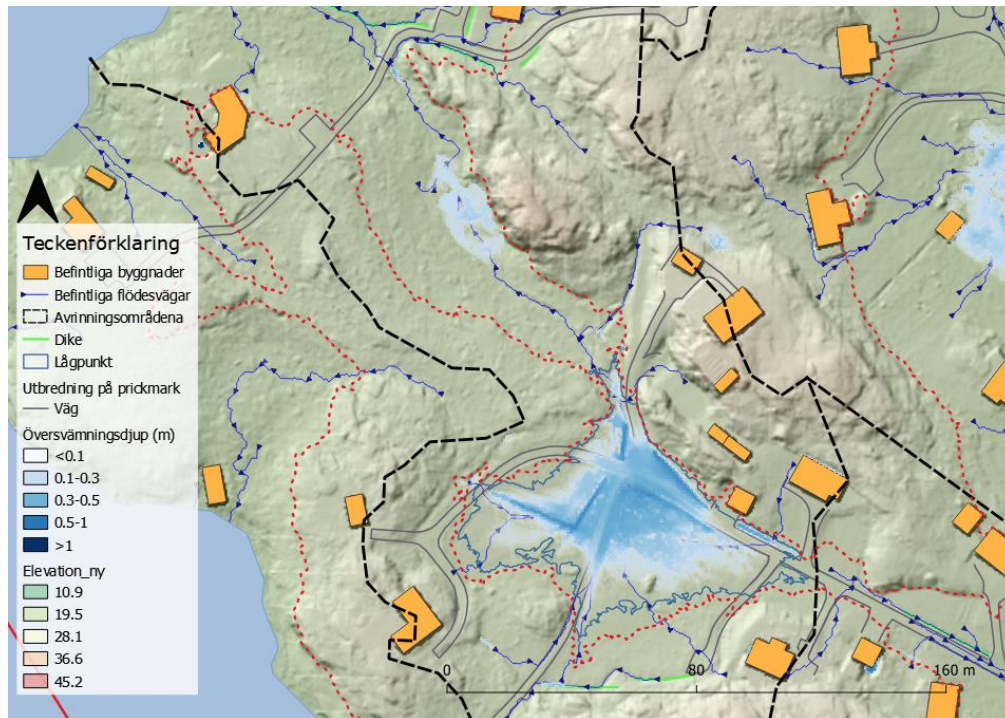 Teckenförklaring
Befintliga byggnader
Befintliga flödesvägar
Avrinningsområdena
Dike
Lågpunkt
Utbredning på prickmark
Väg
Översvämningsdjup (m)
<0.1
0.1-0.3
0.3-0.5
0.5-1
>1
Elevation_ny
10.9
19.5
28.1
36.6
45.2
0 80 160 m